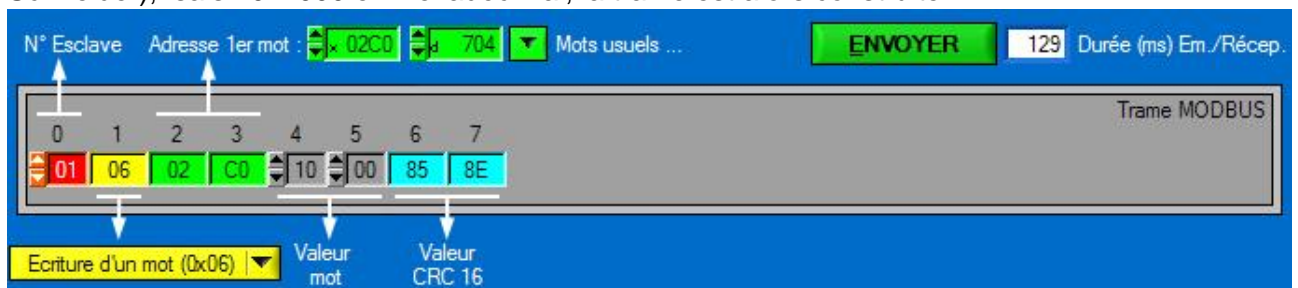 N° Esclave Adresse 1er mot : x 02C0 d 704 Mots usuels ... ENVOYER 129 Durée (ms) Em./Récep.
Trame MODBUS
0 1 2 3 4 5 6 7
01 06 02 C0 10 00 85 8E
Ecriture d'un mot (0x06)
Valeur mot
Valeur CRC 16